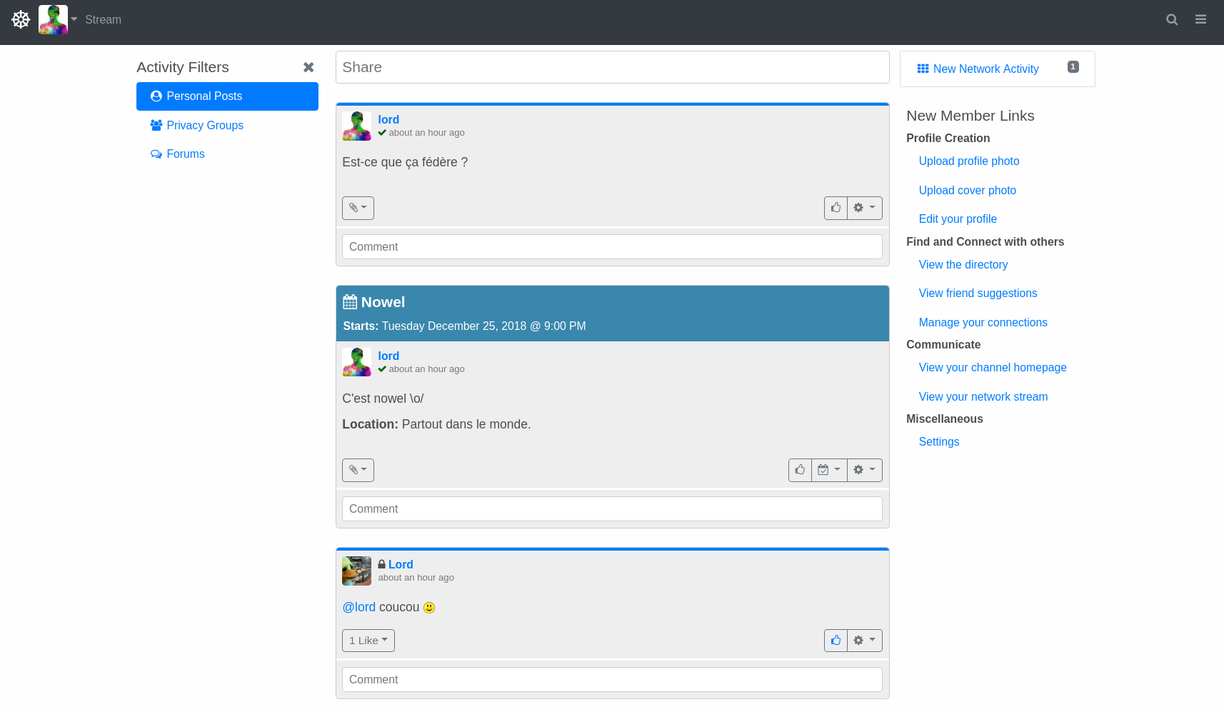 Stream
Activity Filters
Personal Posts
Privacy Groups
Forums
Share
lord
about an hour ago
Est-ce que ça fédère ?
Comment
Nowel
Starts: Tuesday December 25, 2018 @ 9:00 PM
lord
about an hour ago
C'est nowel \o/
Location: Partout dans le monde.
Comment
Lord
about an hour ago
@lord coucou
1 Like
Comment
New Network Activity 1
New Member Links
Profile Creation
Upload profile photo
Upload cover photo
Edit your profile
Find and Connect with others
View the directory
View friend suggestions
Manage your connections
Communicate
View your channel homepage
View your network stream
Miscellaneous
Settings